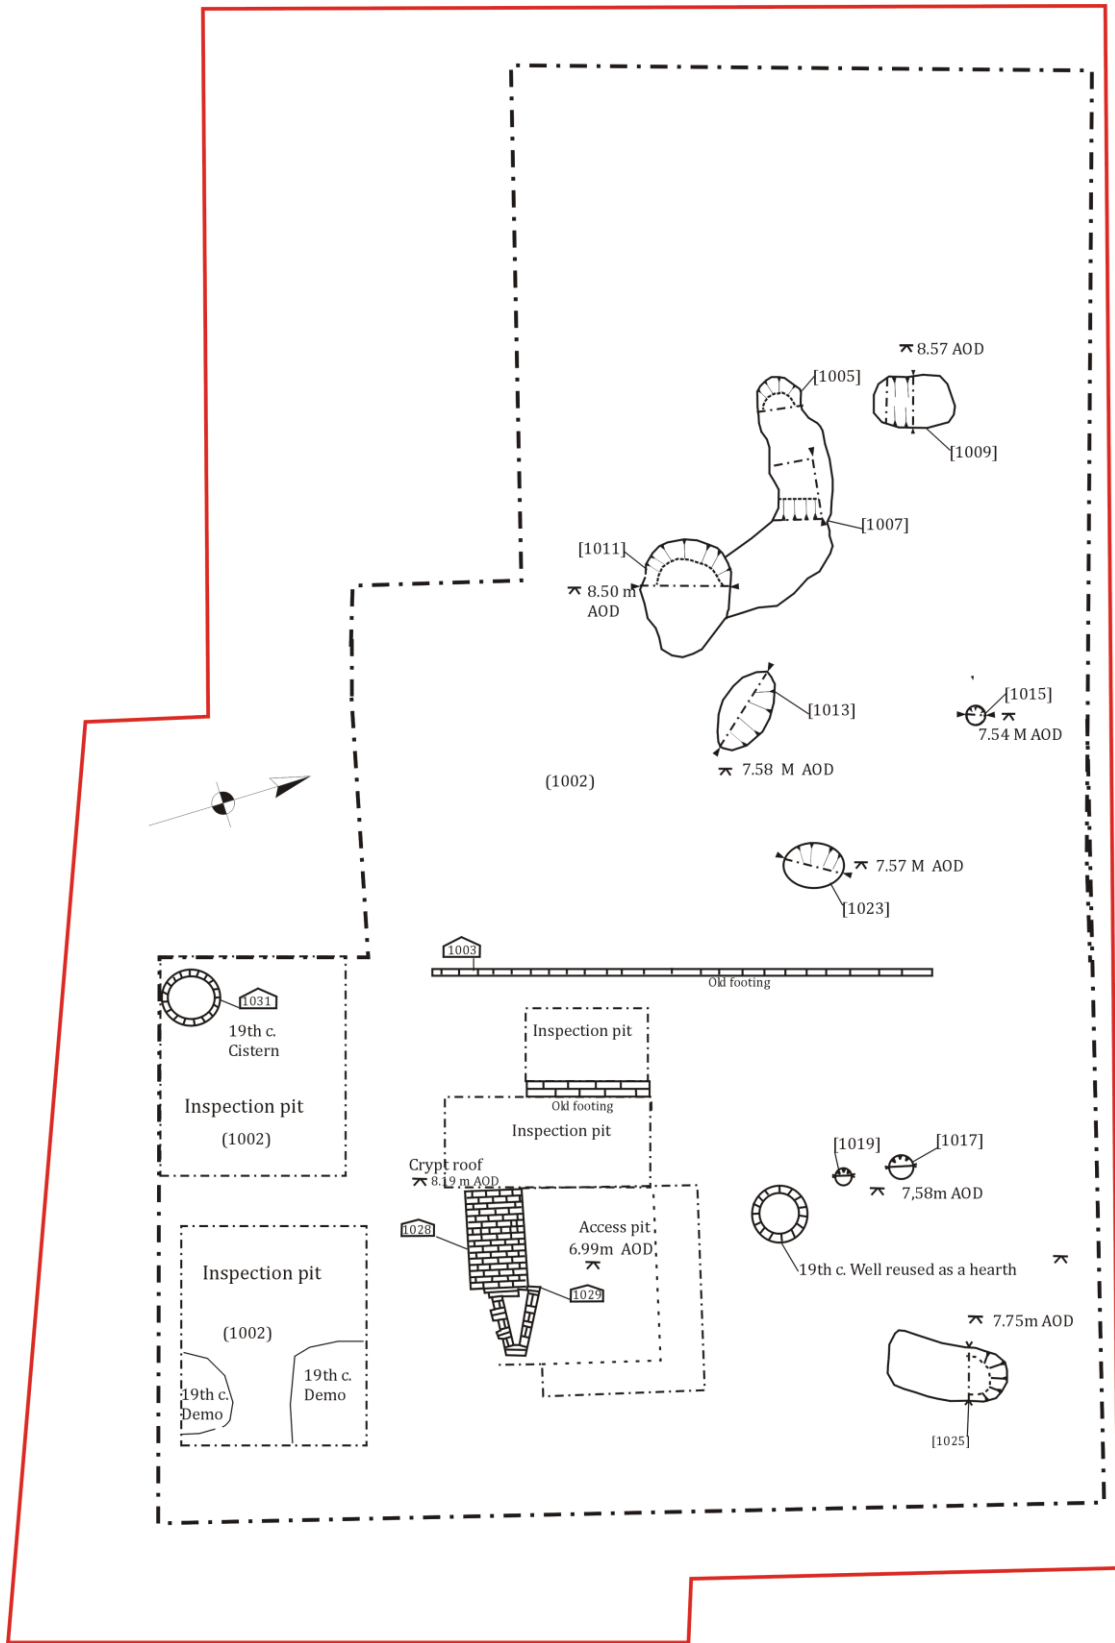 8.57 AOD
[1005]
[1009]
[1007]
[1011]
8.50 m
AOD
[1015]
7.54 M AOD
[1013]
7.58 M AOD
(1002)
7.57 M AOD
[1023]
1003
Old footing
1031
19th c.
Cistern
Inspection pit
(1002)
Inspection pit
Old footing
Inspection pit
[1019]
[1017]
7,58m AOD
Crypt roof
8.19 m AOD
1028
Access pit
6.99m AOD
1029
19th c. Well reused as a hearth
Inspection pit
(1002)
19th c.
Demo
19th c.
Demo
7.75m AOD
[1025]